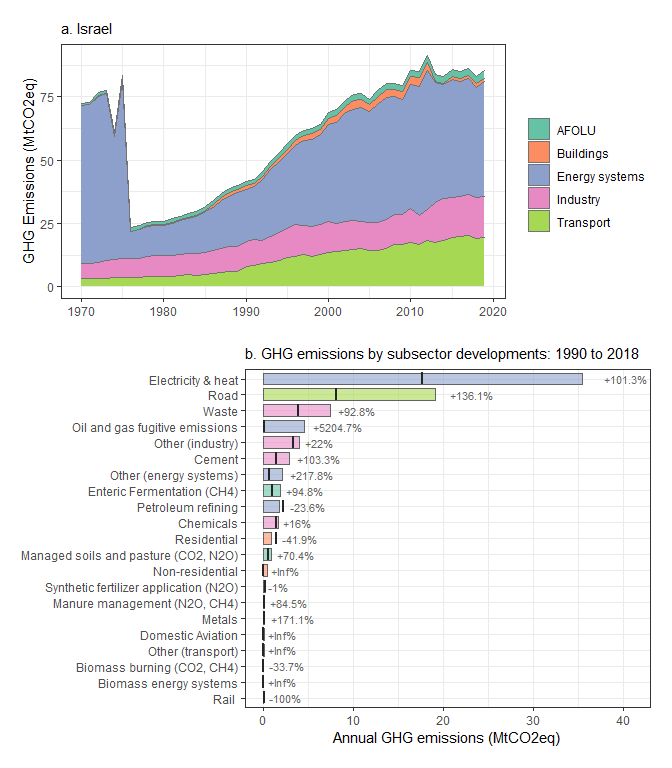 a. Israel
GHG Emissions (MtCO2eq)
75
50
25
0
1970
1980
1990
2000
2010
2020
AFOLU
Buildings
Energy systems
Industry
Transport
b. GHG emissions by subsector developments: 1990 to 2018
Electricity & heat +101.3%
Road +136.1%
Waste +92.8%
Oil and gas fugitive emissions +5204.7%
Other (industry) +22%
Cement +103.3%
Other (energy systems) +217.8%
Enteric Fermentation (CH4) +94.8%
Petroleum refining -23.6%
Chemicals +16%
Residential -41.9%
Managed soils and pasture (CO2, N2O) +70.4%
Non-residential +Inf%
Synthetic fertilizer application (N2O) -1%
Manure management (N2O, CH4) +84.5%
Metals +171.1%
Domestic Aviation +Inf%
Other (transport) +Inf%
Biomass burning (CO2, CH4) -33.7%
Biomass energy systems +Inf%
Rail -100%
0
10
20
30
40
Annual GHG emissions (MtCO2eq)